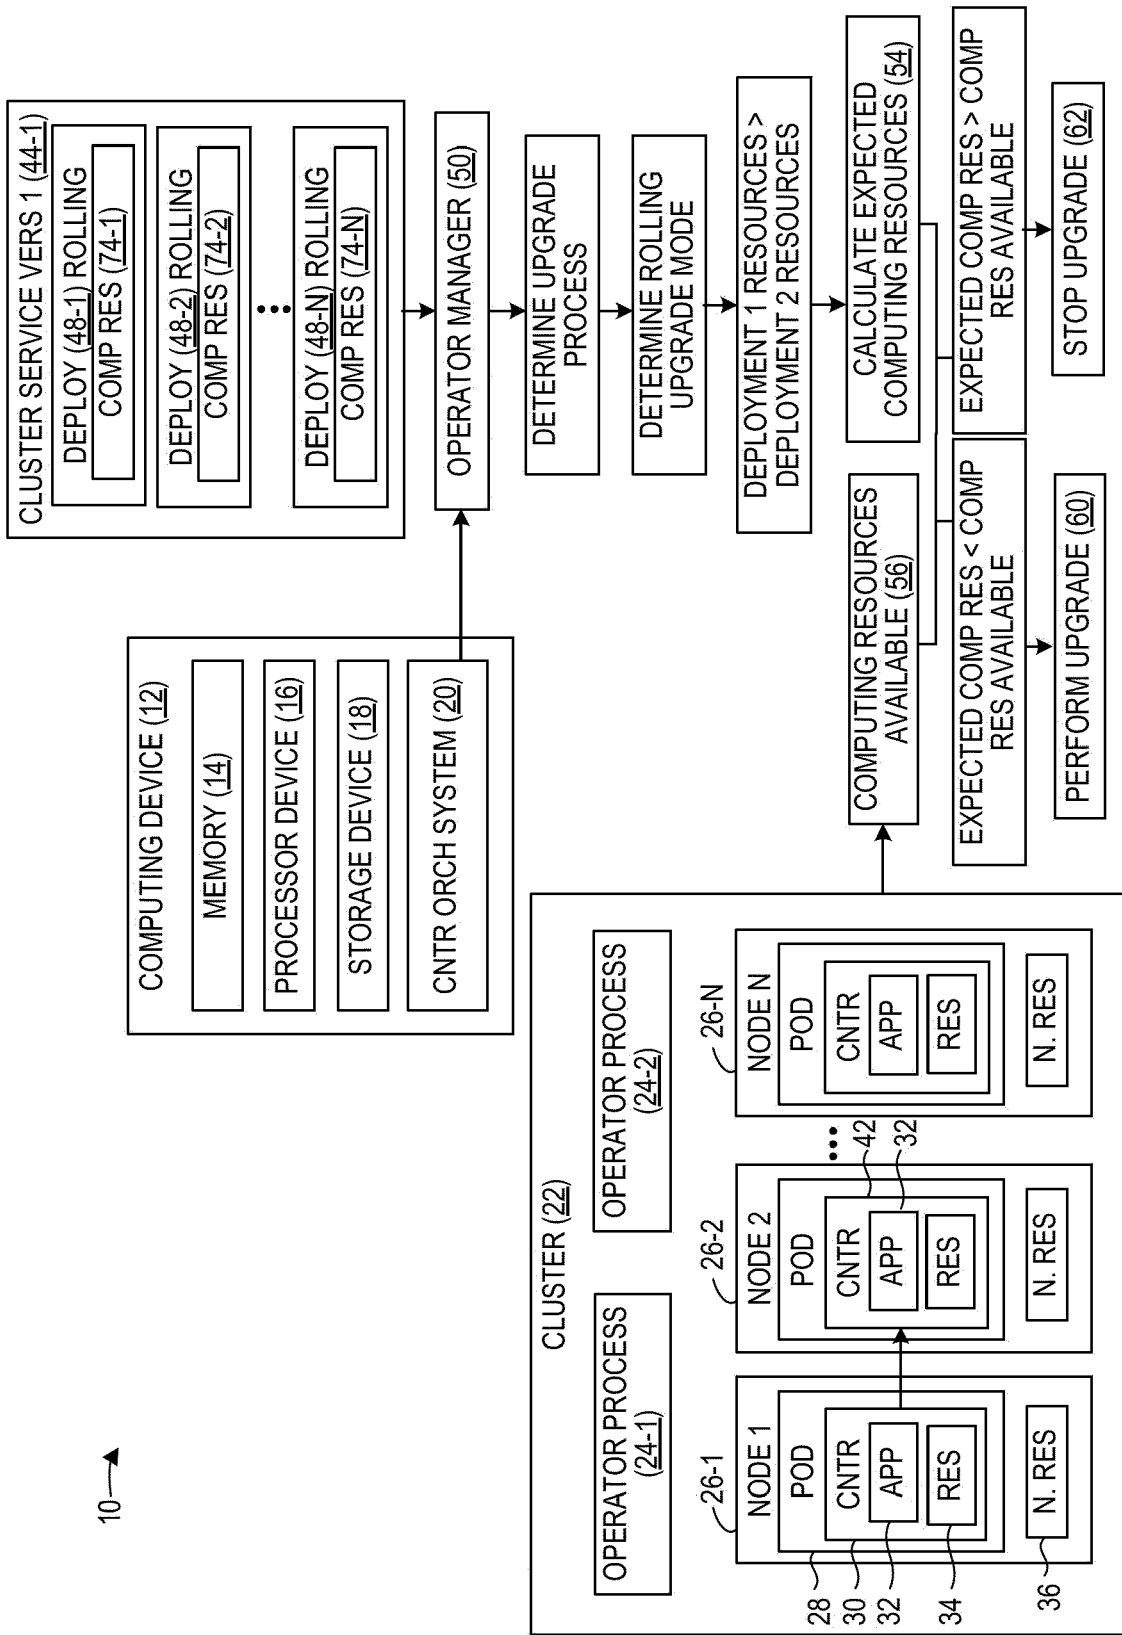 10
COMPUTING DEVICE (12)
MEMORY (14)
PROCESSOR DEVICE (16)
STORAGE DEVICE (18)
CNTR ORCH SYSTEM (20)
CLUSTER SERVICE VERS 1 (44-1)
DEPLOY (48-1) ROLLING
COMP RES (74-1)
DEPLOY (48-2) ROLLING
COMP RES (74-2)
•••
DEPLOY (48-N) ROLLING
COMP RES (74-N)
OPERATOR MANAGER (50)
DETERMINE UPGRADE
PROCESS
DETERMINE ROLLING
UPGRADE MODE
DEPLOYMENT 1 RESOURCES >
DEPLOYMENT 2 RESOURCES
CALCULATE EXPECTED
COMPUTING RESOURCES (54)
COMPUTING RESOURCES
AVAILABLE (56)
EXPECTED COMP RES < COMP
RES AVAILABLE
EXPECTED COMP RES > COMP
RES AVAILABLE
PERFORM UPGRADE (60)
STOP UPGRADE (62)
CLUSTER (22)
OPERATOR PROCESS
(24-1)
OPERATOR PROCESS
(24-2)
26-1
NODE 1
POD
CNTR
APP
RES
N. RES
28
30
32
34
36
26-2
NODE 2
POD
CNTR
APP
RES
N. RES
42
32
•••
26-N
NODE N
POD
CNTR
APP
RES
N. RES